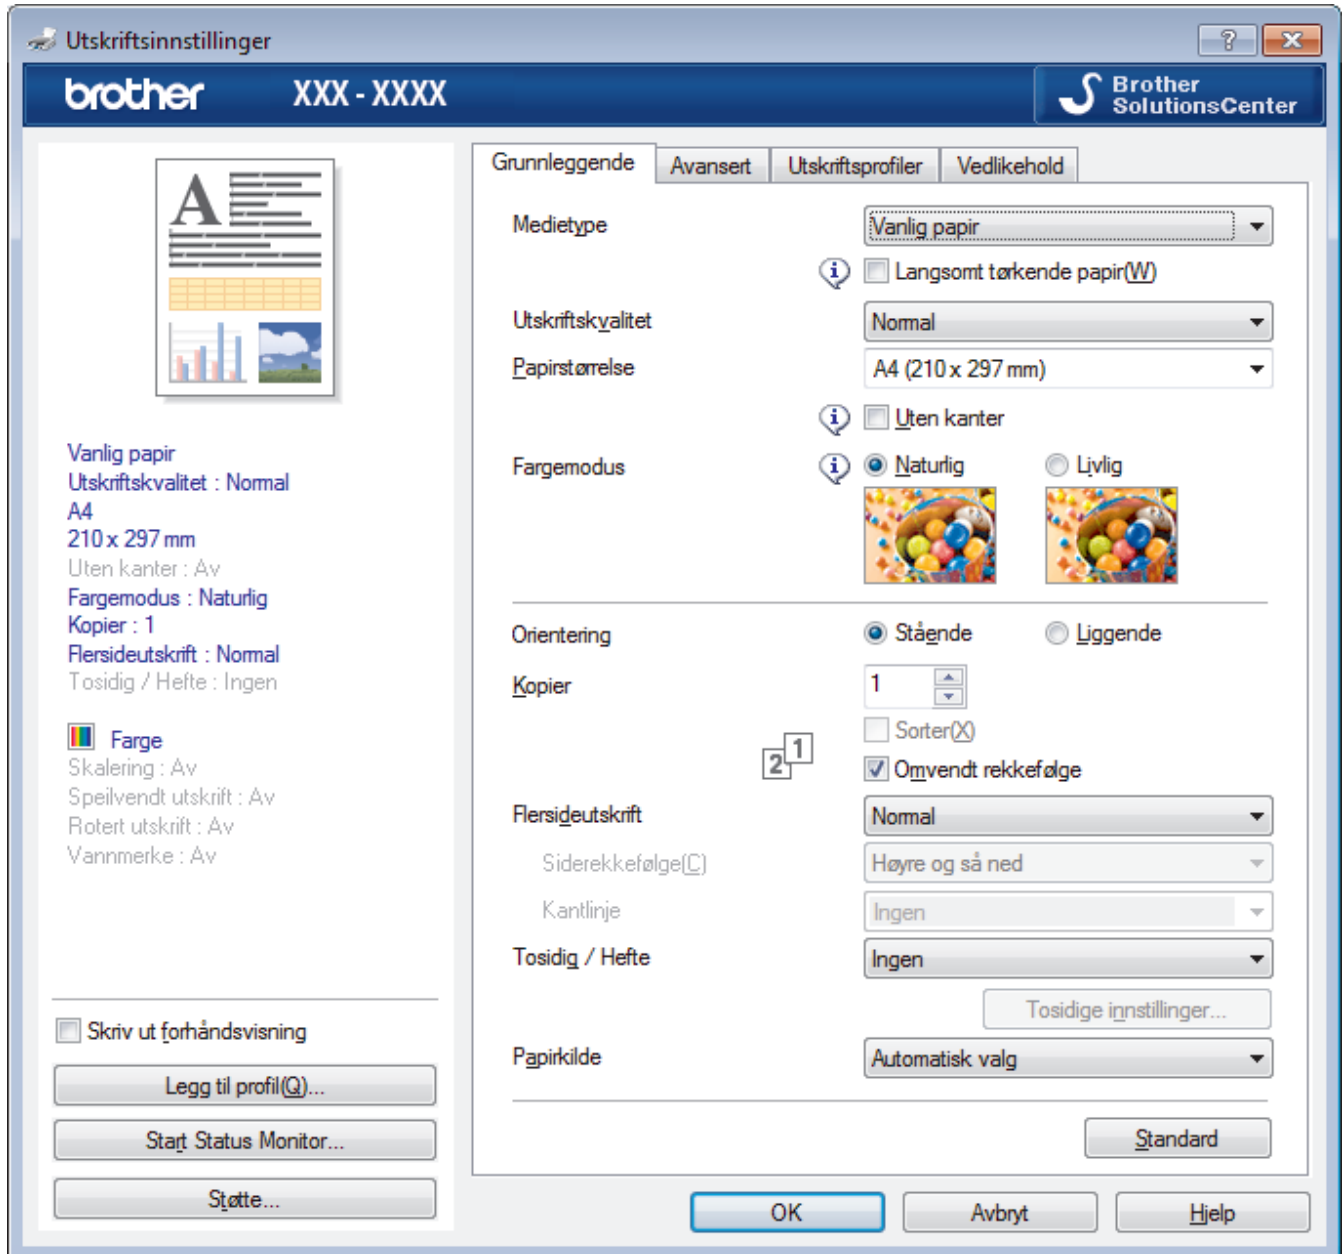 Utskriftsinnstillinger
brother XXX - XXXX
Brother
SolutionsCenter
A
Vanlig papir
Utskriftskvalitet : Normal
A4
210 x 297 mm
Uten kanter : Av
Fargemodus : Naturlig
Kopier : 1
Flersideutskrift : Normal
Tosidig / Hefte : Ingen
Farge
Skalering : Av
Speilvendt utskrift : Av
Rotert utskrift : Av
Vannmerke : Av
Skriv ut forhåndsvisning
Legg til profil(Q)...
Start Status Monitor...
Støtte...
Grunnleggende Avansert Utskriftsprofiler Vedlikehold
Medietype Vanlig papir
Langsomt tørkende papir(W)
Utskriftskvalitet Normal
Papirstørrelse A4 (210 x 297 mm)
Uten kanter
Fargemodus Naturlig Livlig
Orientering Stående Liggende
Kopier 1
Sorter(X)
2 1
Omvendt rekkefølge
Flersideutskrift Normal
Siderekkefølge(C) Høyre og så ned
Kantlinje Ingen
Tosidig / Hefte Ingen
Tosidige innstillinger...
Papirkilde Automatisk valg
Standard
OK Avbryt Hjelp